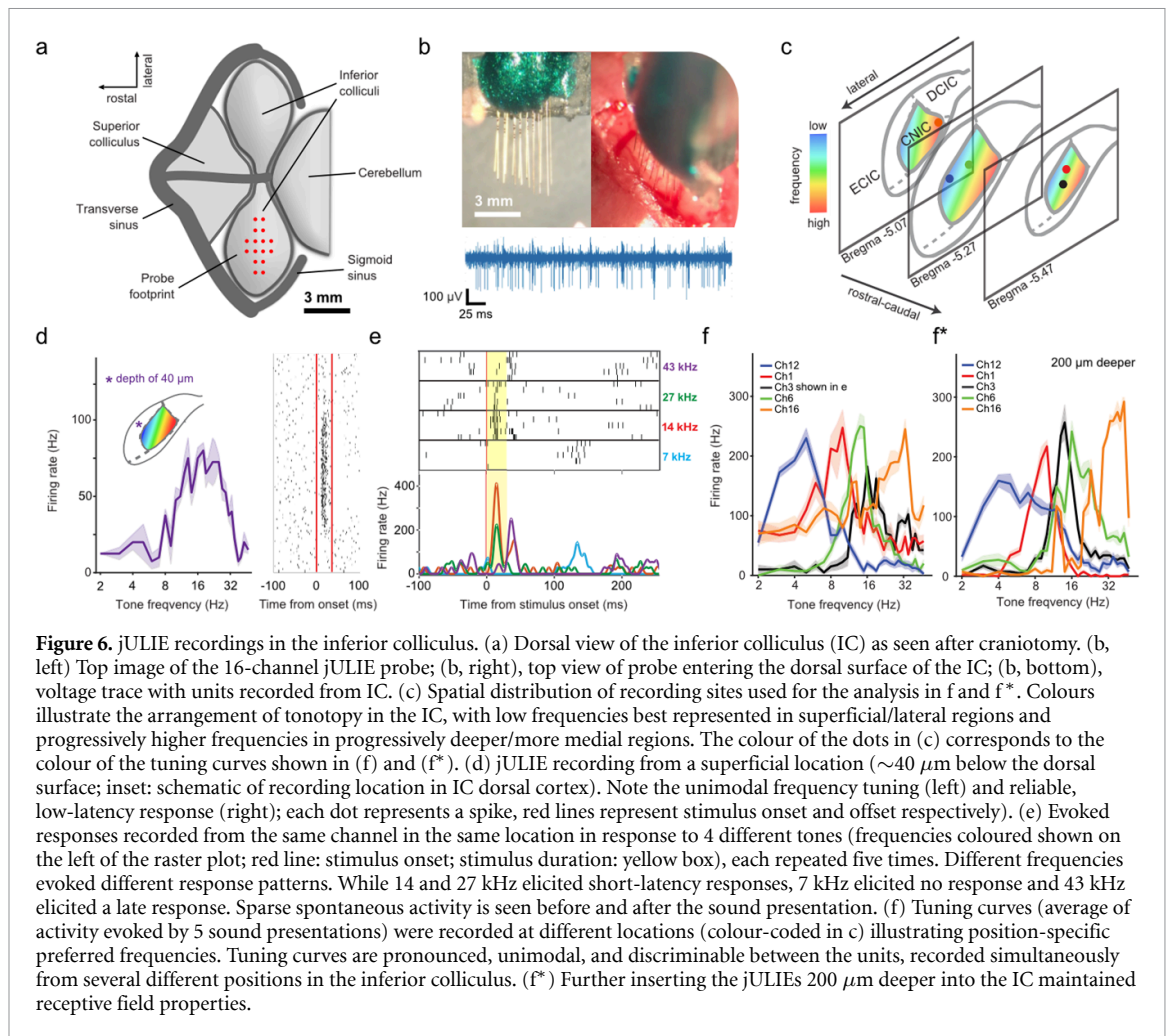 a
lateral
rostal
Inferior
colliculi
Superior
colliculus
Cerebellum
Transverse
sinus
Probe
footprint
Sigmoid
sinus
3 mm
b
3 mm
100 µV
25 ms
c
lateral
DCIC
CNIC
ECIC
low
frequency
high
Bregma -5.07
Bregma -5.27
Bregma -5.47
rostral-caudal
d
* depth of 40 µm
Firing rate (Hz)
100
50
0
2 4 8 16 32
Tone freqvency (Hz)
-100 0 100
Time from onset (ms)
e
43 kHz
27 kHz
14 kHz
7 kHz
Firing rate (Hz)
400
200
0
-100 0 100 200
Time from stimulus onset (ms)
f
Ch12
Ch1
Ch3 shown in e
Ch6
Ch16
Firing rate (Hz)
300
200
100
0
2 4 8 16 32
Tone freqvency (Hz)
f*
200 µm deeper
Ch12
Ch1
Ch3
Ch6
Ch16
Firing rate (Hz)
300
200
100
0
2 4 8 16 32
Tone freqvency (Hz)
Figure 6. jULIE recordings in the inferior colliculus. (a) Dorsal view of the inferior colliculus (IC) as seen after craniotomy. (b,
left) Top image of the 16-channel jULIE probe; (b, right), top view of probe entering the dorsal surface of the IC; (b, bottom),
voltage trace with units recorded from IC. (c) Spatial distribution of recording sites used for the analysis in f and f*. Colours
illustrate the arrangement of tonotopy in the IC, with low frequencies best represented in superficial/lateral regions and
progressively higher frequencies in progressively deeper/more medial regions. The colour of the dots in (c) corresponds to the
colour of the tuning curves shown in (f) and (f*). (d) jULIE recording from a superficial location (∼40 µm below the dorsal
surface; inset: schematic of recording location in IC dorsal cortex). Note the unimodal frequency tuning (left) and reliable,
low-latency response (right); each dot represents a spike, red lines represent stimulus onset and offset respectively). (e) Evoked
responses recorded from the same channel in the same location in response to 4 different tones (frequencies coloured shown on
the left of the raster plot; red line: stimulus onset; stimulus duration: yellow box), each repeated five times. Different frequencies
evoked different response patterns. While 14 and 27 kHz elicited short-latency responses, 7 kHz elicited no response and 43 kHz
elicited a late response. Sparse spontaneous activity is seen before and after the sound presentation. (f) Tuning curves (average of
activity evoked by 5 sound presentations) were recorded at different locations (colour-coded in c) illustrating position-specific
preferred frequencies. Tuning curves are pronounced, unimodal, and discriminable between the units, recorded simultaneously
from several different positions in the inferior colliculus. (f*) Further inserting the jULIEs 200 µm deeper into the IC maintained
receptive field properties.